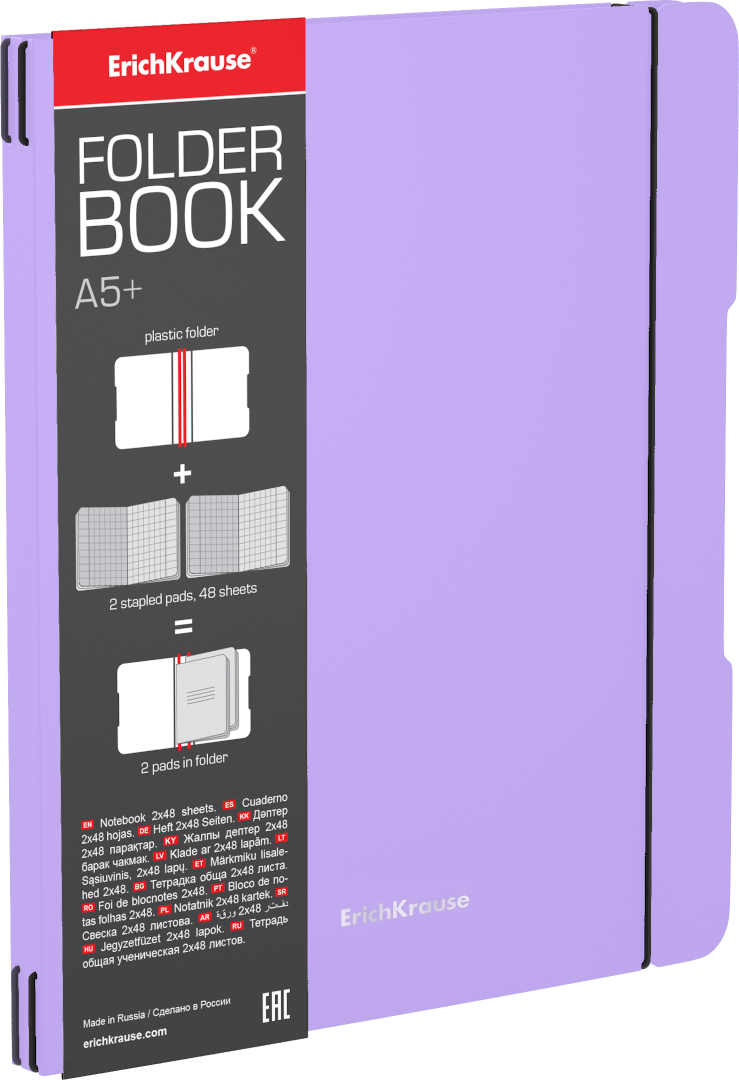 ErichKrause®
FOLDER
BOOK
A5+
plastic folder
+
2 stapled pads, 48 sheets
=
2 pads in folder
EN Notebook 2x48 sheets. ES Cuaderno
2x48 hojas. DE Heft 2x48 Seiten. KK Дәптер
2x48 парақтар. KY Жалпы дептер 2x48
барак чакмак. LV Klade ar 2x48 lapām. LT
Sąsiuvinis, 2x48 lapų. ET Märkmiku lisale-
hed 2x48. BG Тетрадка обща 2x48 листа.
RO Foi de blocnotes 2x48. PT Bloco de no-
tas folhas 2x48. PL Notatnik 2x48 kartek. SR
Свеска 2x48 листова. AR دفتر 2x48 ورقة
HU Jegyzetfüzet 2x48 lapok. RU Тетрадь
общая ученическая 2x48 листов.
Made in Russia / Сделано в России
erichkrause.com
EAC
ErichKrause